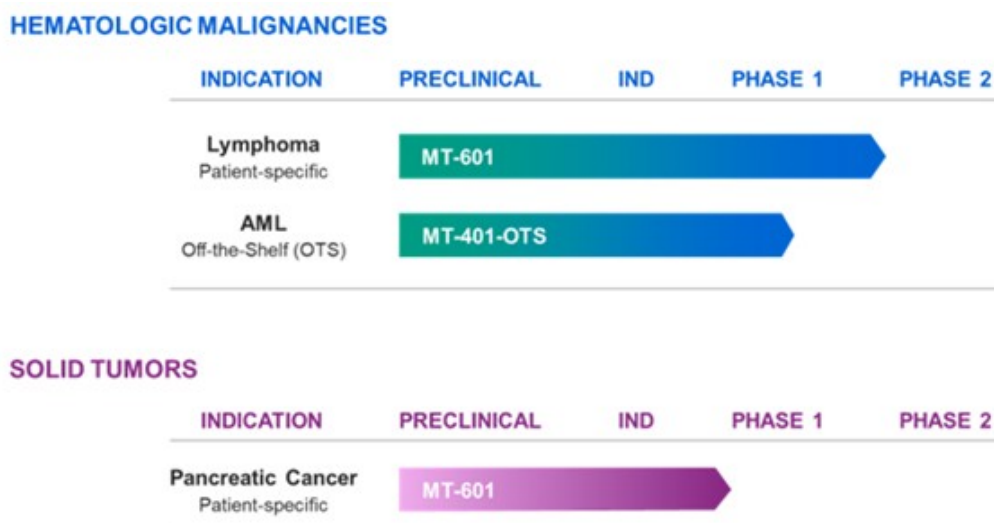 HEMATOLOGIC MALIGNANCIES
INDICATION PRECLINICAL IND PHASE 1 PHASE 2
Lymphoma
Patient-specific
MT-601
AML
Off-the-Shelf (OTS)
MT-401-OTS
SOLID TUMORS
INDICATION PRECLINICAL IND PHASE 1 PHASE 2
Pancreatic Cancer
Patient-specific
MT-601